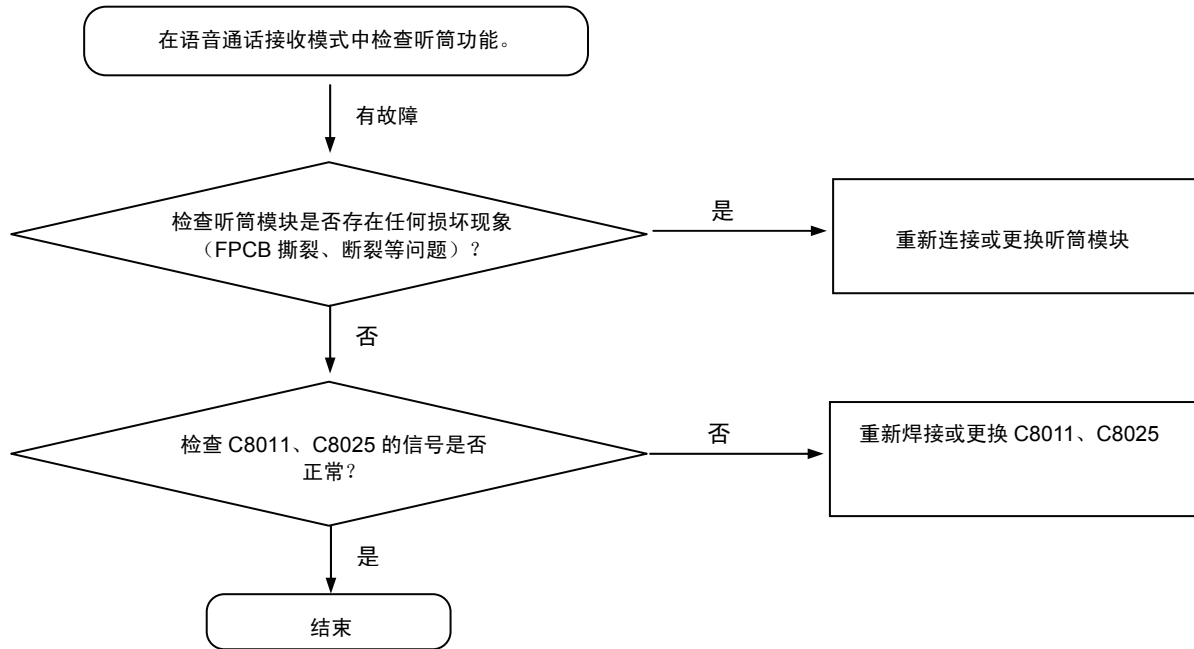 在语音通话接收模式中检查听筒功能。
有故障
检查听筒模块是否存在任何损坏现象
（FPCB 撕裂、断裂等问题）？
是
重新连接或更换听筒模块
否
检查 C8011、C8025 的信号是否
正常？
否
重新焊接或更换 C8011、C8025
是
结束